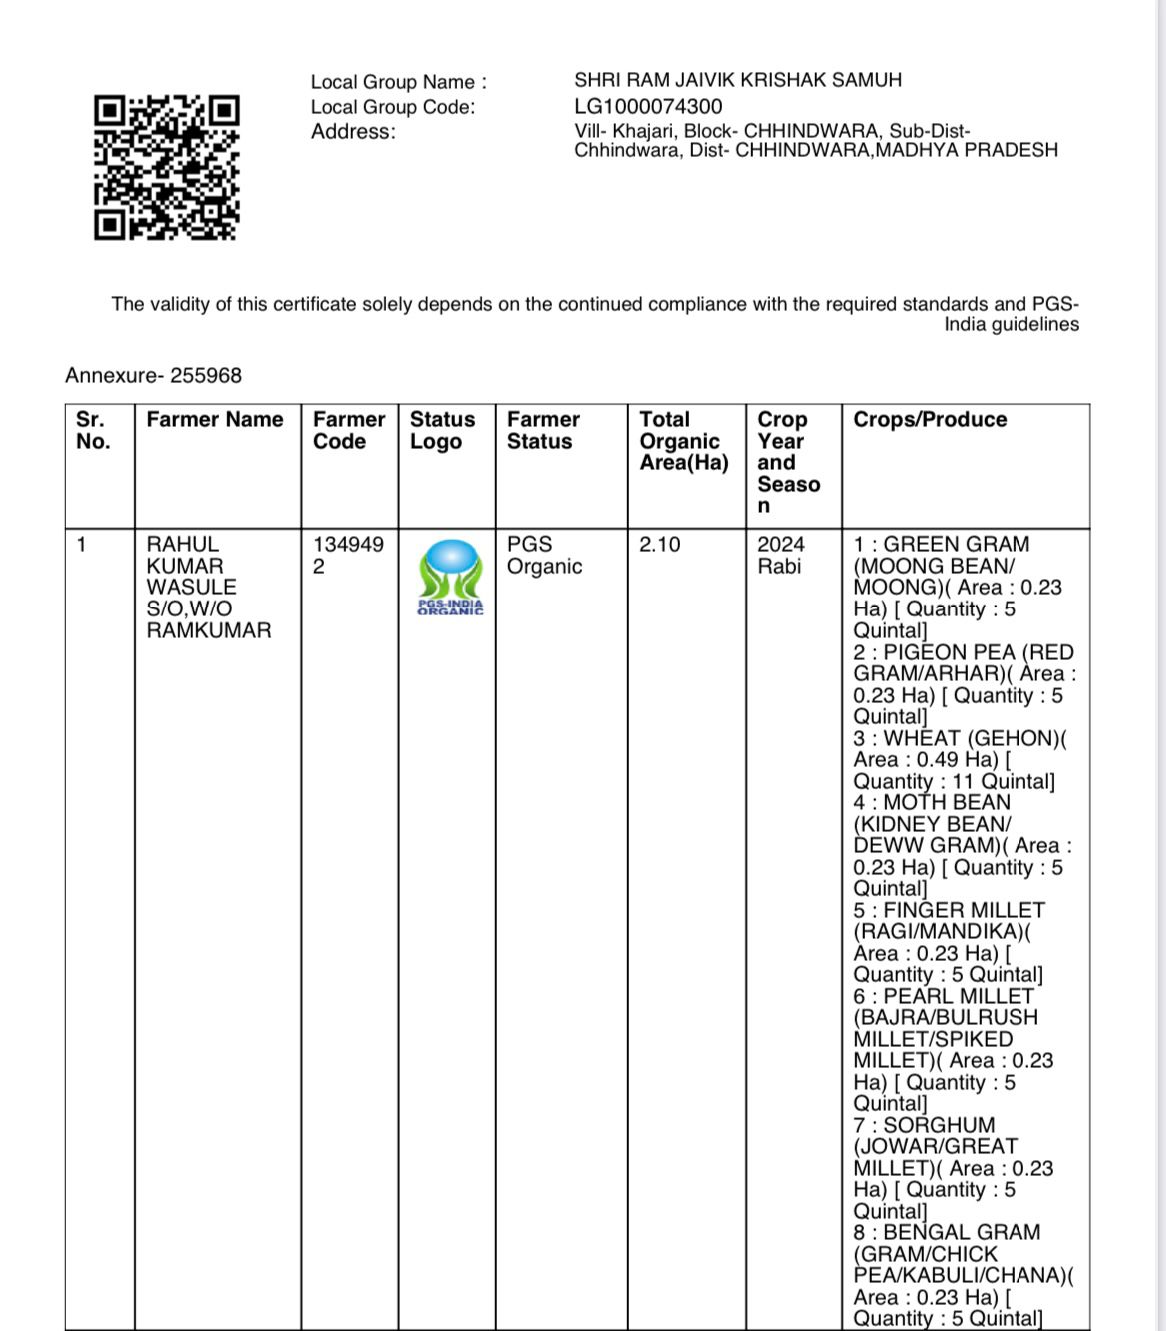 Local Group Name :
SHRI RAM JAIVIK KRISHAK SAMUH
Local Group Code:
LG1000074300
Address:
Vill- Khajari, Block- CHHINDWARA, Sub-Dist-
Chhindwara, Dist- CHHINDWARA,MADHYA PRADESH
The validity of this certificate solely depends on the continued compliance with the required standards and PGS-
India guidelines
Annexure- 255968
Sr.
No.
Farmer Name
Farmer
Code
Status
Logo
Farmer
Status
Total
Organic
Area(Ha)
Crop
Year
and
Seaso
n
Crops/Produce
1
RAHUL
KUMAR
WASULE
S/O,W/O
RAMKUMAR
134949
2
PGS-INDIA
ORGANIC
PGS
Organic
2.10
2024
Rabi
1 : GREEN GRAM
(MOONG BEAN/
MOONG)( Area : 0.23
Ha) [ Quantity : 5
Quintal]
2 : PIGEON PEA (RED
GRAM/ARHAR)( Area :
0.23 Ha) [ Quantity : 5
Quintal]
3 : WHEAT (GEHON)(
Area : 0.49 Ha) [
Quantity : 11 Quintal]
4 : MOTH BEAN
(KIDNEY BEAN/
DEWW GRAM)( Area :
0.23 Ha) [ Quantity : 5
Quintal]
5 : FINGER MILLET
(RAGI/MANDIKA)(
Area : 0.23 Ha) [
Quantity : 5 Quintal]
6 : PEARL MILLET
(BAJRA/BULRUSH
MILLET/SPIKED
MILLET)( Area : 0.23
Ha) [ Quantity : 5
Quintal]
7 : SORGHUM
(JOWAR/GREAT
MILLET)( Area : 0.23
Ha) [ Quantity : 5
Quintal]
8 : BENGAL GRAM
(GRAM/CHICK
PEA/KABULI/CHANA)(
Area : 0.23 Ha) [
Quantity : 5 Quintal]